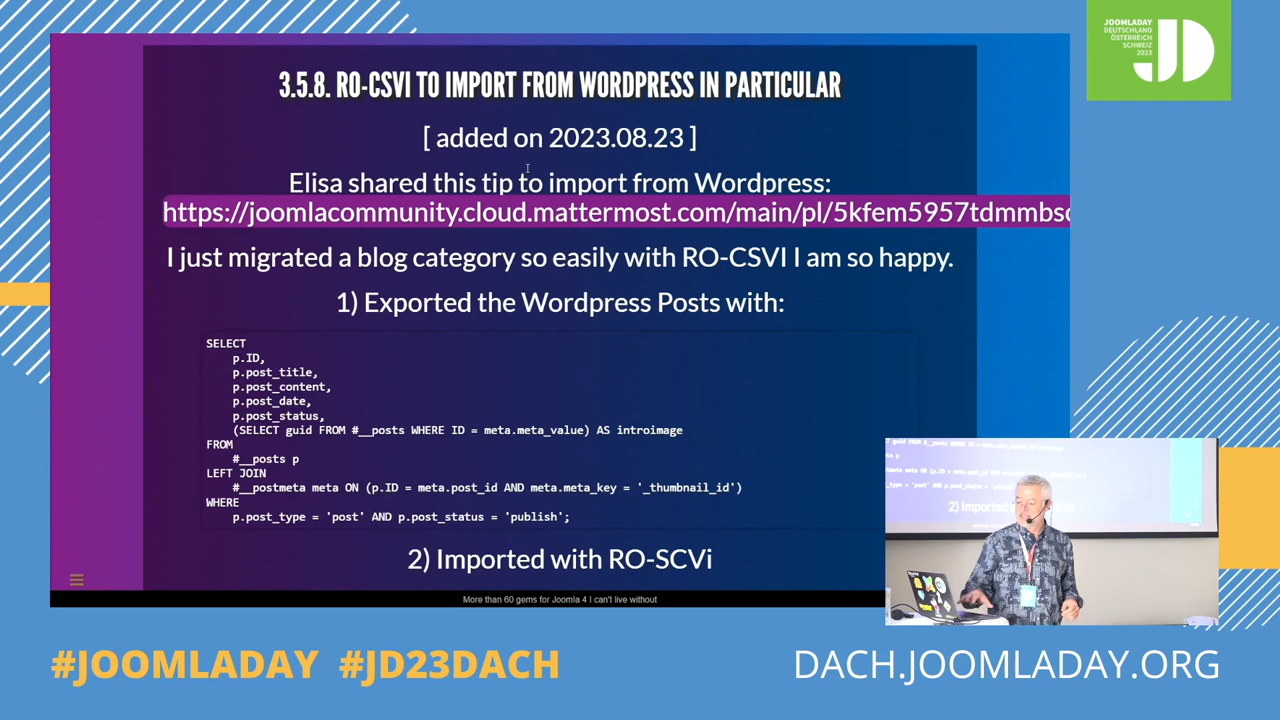 JOOMLADAY
DEUTSCHLAND
ÖSTERREICH
SCHWEIZ
2023
JD
3.5.8. RO-CSVI TO IMPORT FROM WORDPRESS IN PARTICULAR
[ added on 2023.08.23 ]
Elisa shared this tip to import from Wordpress:
https://joomlacommunity.cloud.mattermost.com/main/pl/5kfem5957tdmmbso
I just migrated a blog category so easily with RO-CSVI I am so happy.
1) Exported the Wordpress Posts with:
SELECT
p.ID,
p.post_title,
p.post_content,
p.post_date,
p.post_status,
(SELECT guid FROM #__posts WHERE ID = meta.meta_value) AS introimage
FROM
#__posts p
LEFT JOIN
#__postmeta meta ON (p.ID = meta.post_id AND meta.meta_key = '_thumbnail_id')
WHERE
p.post_type = 'post' AND p.post_status = 'publish';
2) Imported with RO-SCVi
More than 60 gems for Joomla 4 I can't live without
2) Imported
#JOOMLADAY #JD23DACH
DACH.JOOMLADAY.ORG